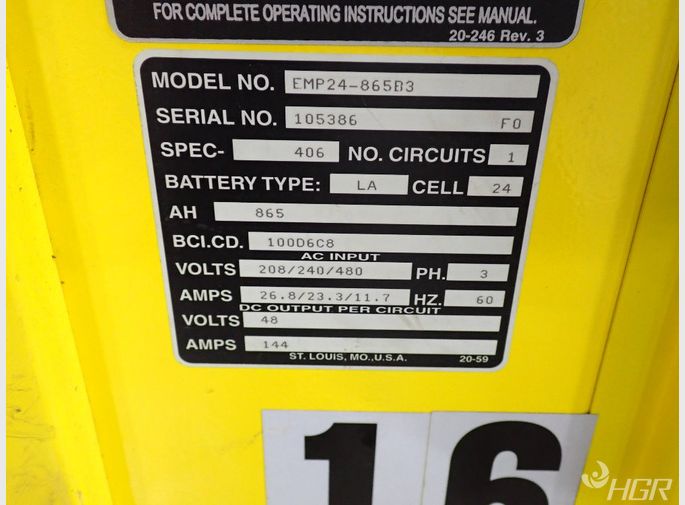 FOR COMPLETE OPERATING INSTRUCTIONS SEE MANUAL.
20-246 Rev. 3
MODEL NO. EMP24-865B3
SERIAL NO. 105386 F0
SPEC- 406 NO. CIRCUITS 1
BATTERY TYPE: LA CELL 24
AH 865
BCI.CD. 100D6C8
AC INPUT
VOLTS 208/240/480 PH. 3
AMPS 26.8/23.3/11.7 HZ. 60
DC OUTPUT PER CIRCUIT
VOLTS 48
AMPS 144
ST. LOUIS, MO., U.S.A. 20-59
16
HGR